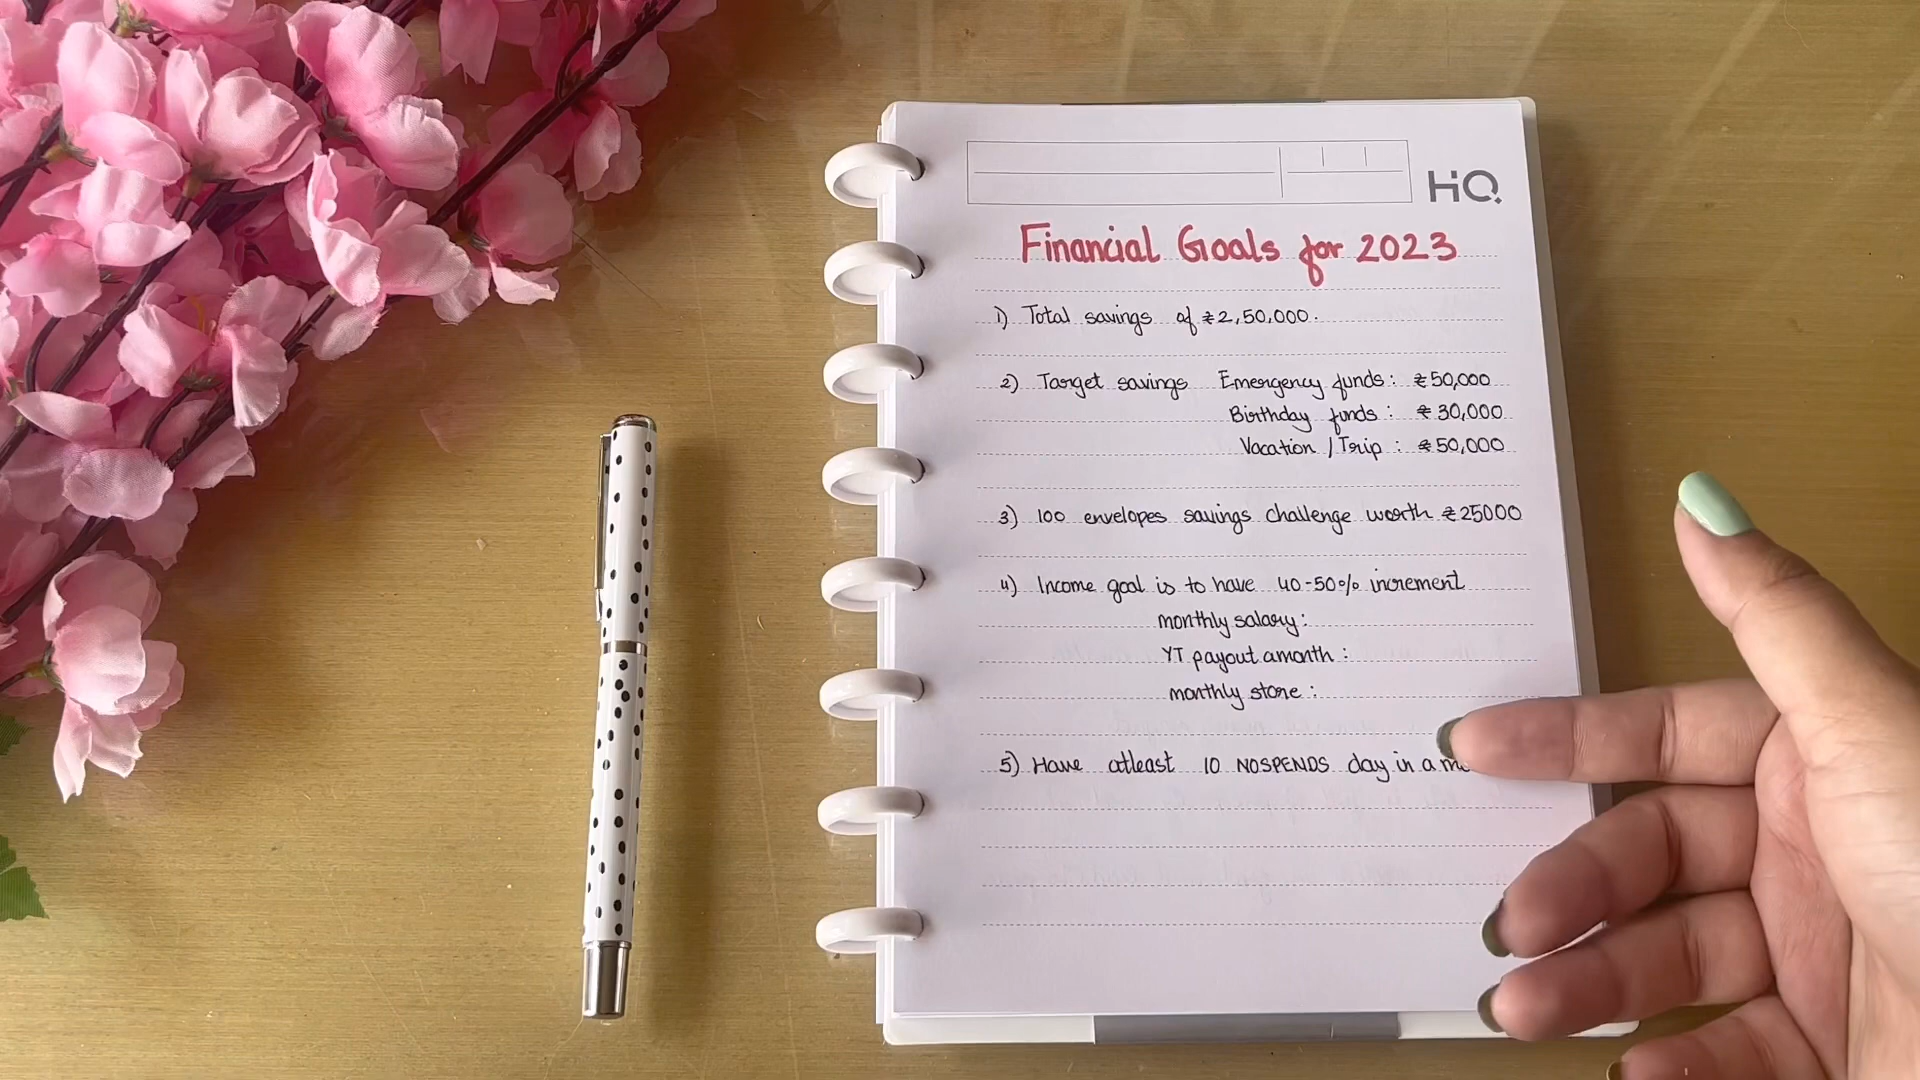 HQ
Financial Goals for 2023
1) Total savings of ₹2,50,000.
2) Target savings Emergency funds: ₹50,000
Birthday funds: ₹30,000
Vacation / Trip: ₹50,000
3) 100 envelopes savings challenge worth ₹25000
4) Income goal is to have 40-50% increment
monthly salary:
YT payout a month:
monthly store:
5) Have atleast 10 NOSPENDS day in a